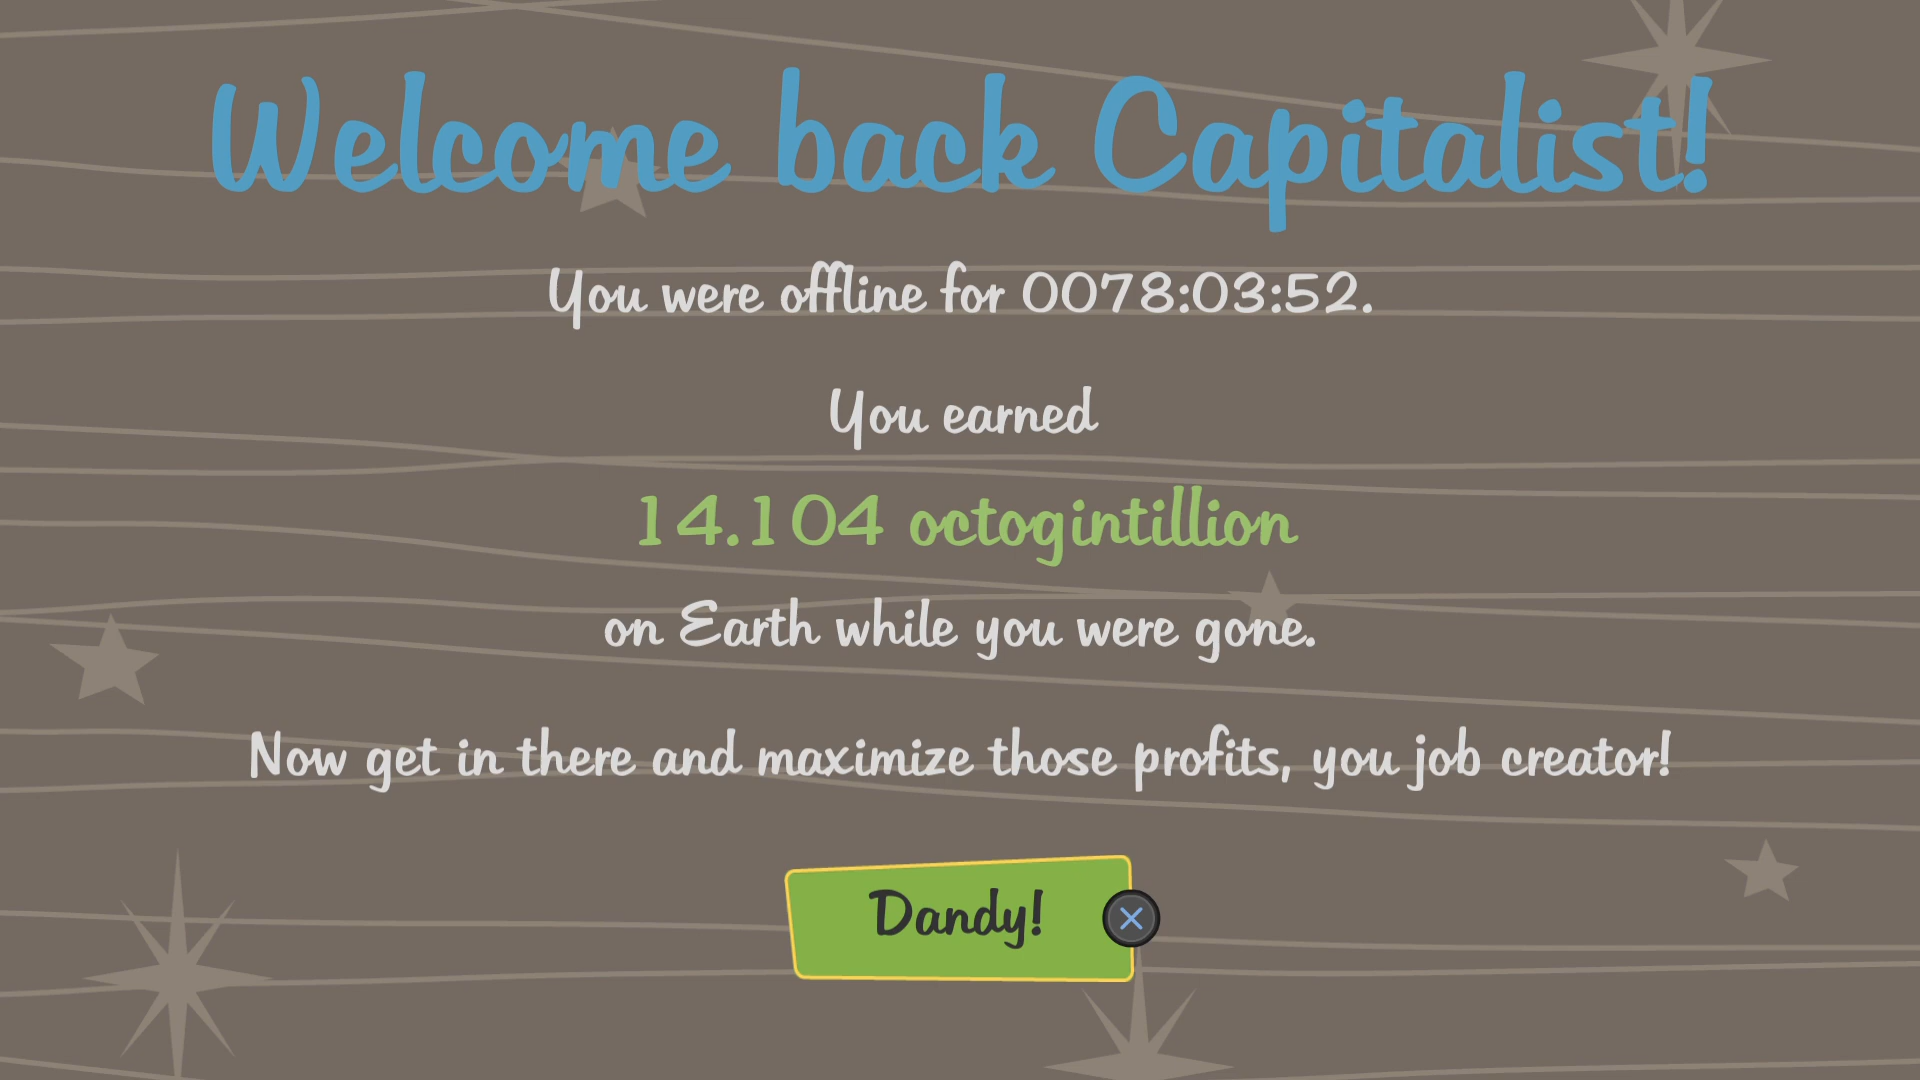 Welcome back Capitalist!
You were offline for 0078:03:52.
You earned
14.104 octogintillion
on Earth while you were gone.
Now get in there and maximize those profits, you job creator!
Dandy!